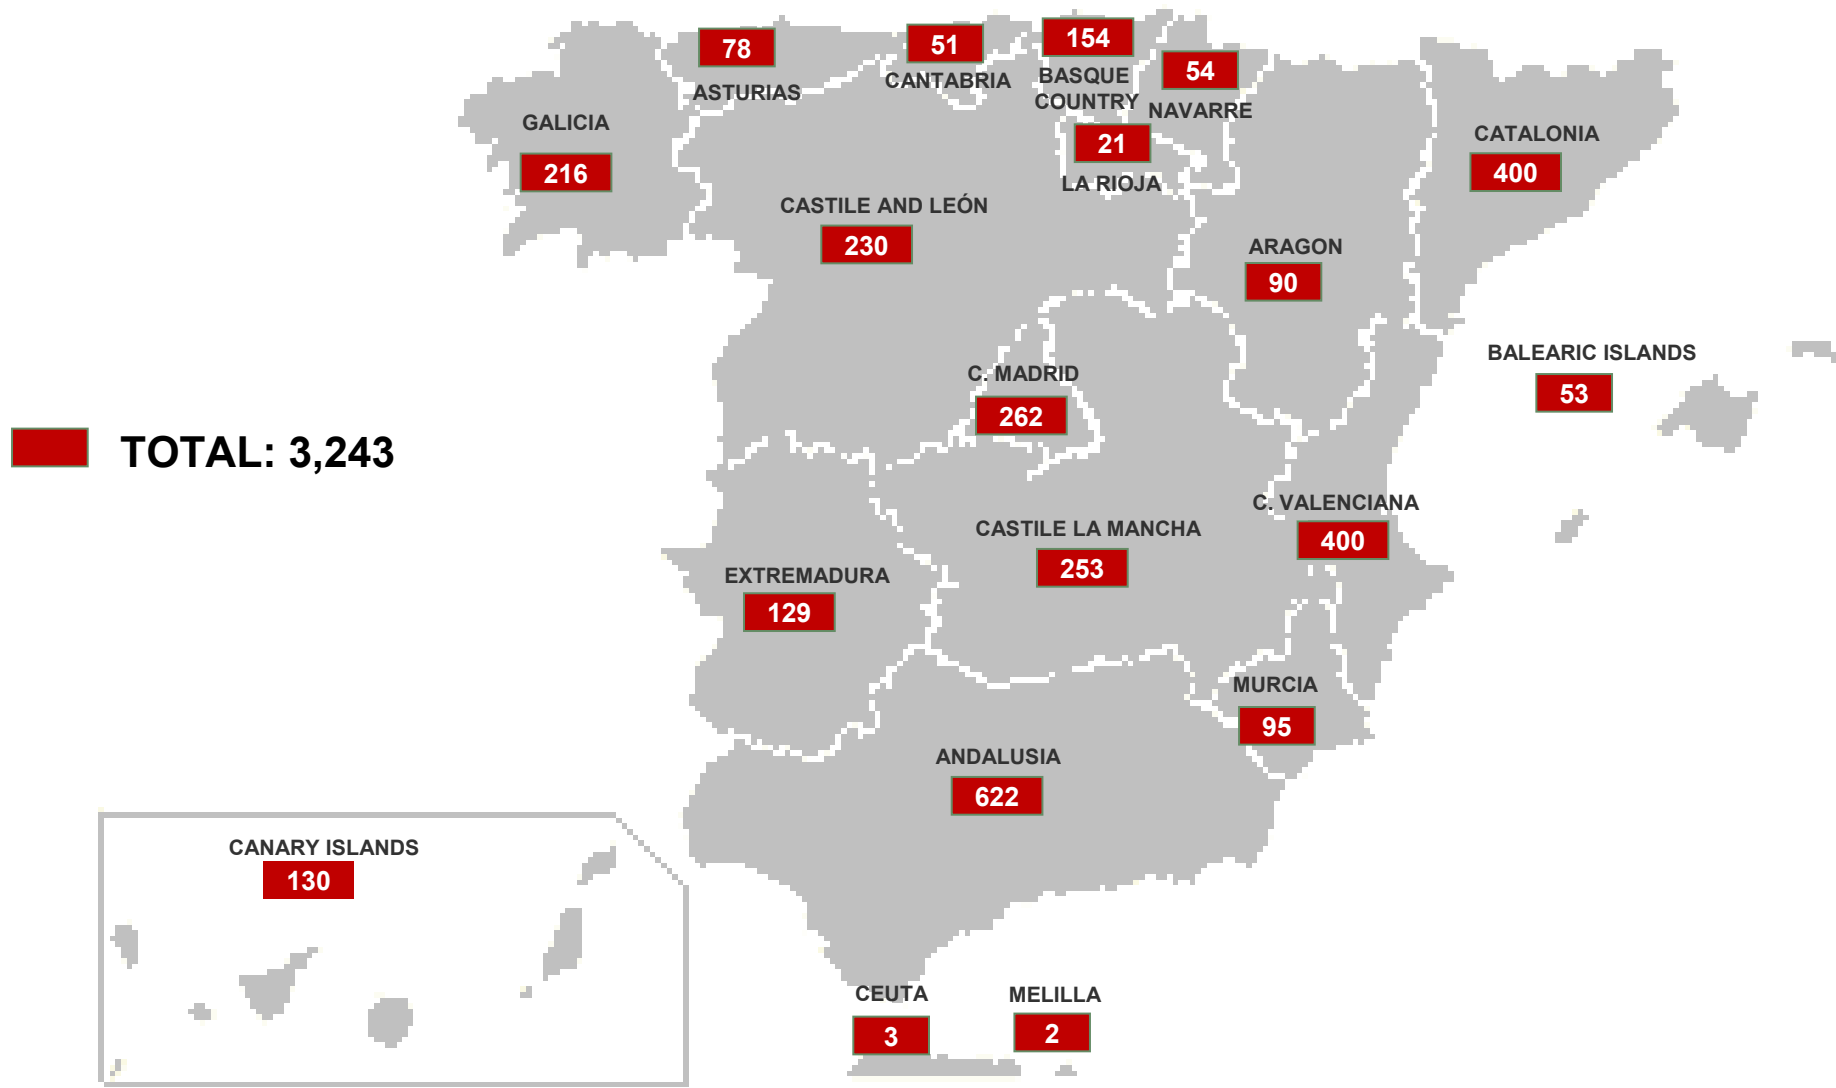 78
ASTURIAS
51
CANTABRIA
154
BASQUE
COUNTRY
54
NAVARRE
GALICIA
216
21
LA RIOJA
CATALONIA
400
CASTILE AND LEÓN
230
ARAGON
90
BALEARIC ISLANDS
53
C. MADRID
262
TOTAL: 3,243
C. VALENCIANA
400
CASTILE LA MANCHA
253
EXTREMADURA
129
MURCIA
95
ANDALUSIA
622
CANARY ISLANDS
130
CEUTA
3
MELILLA
2